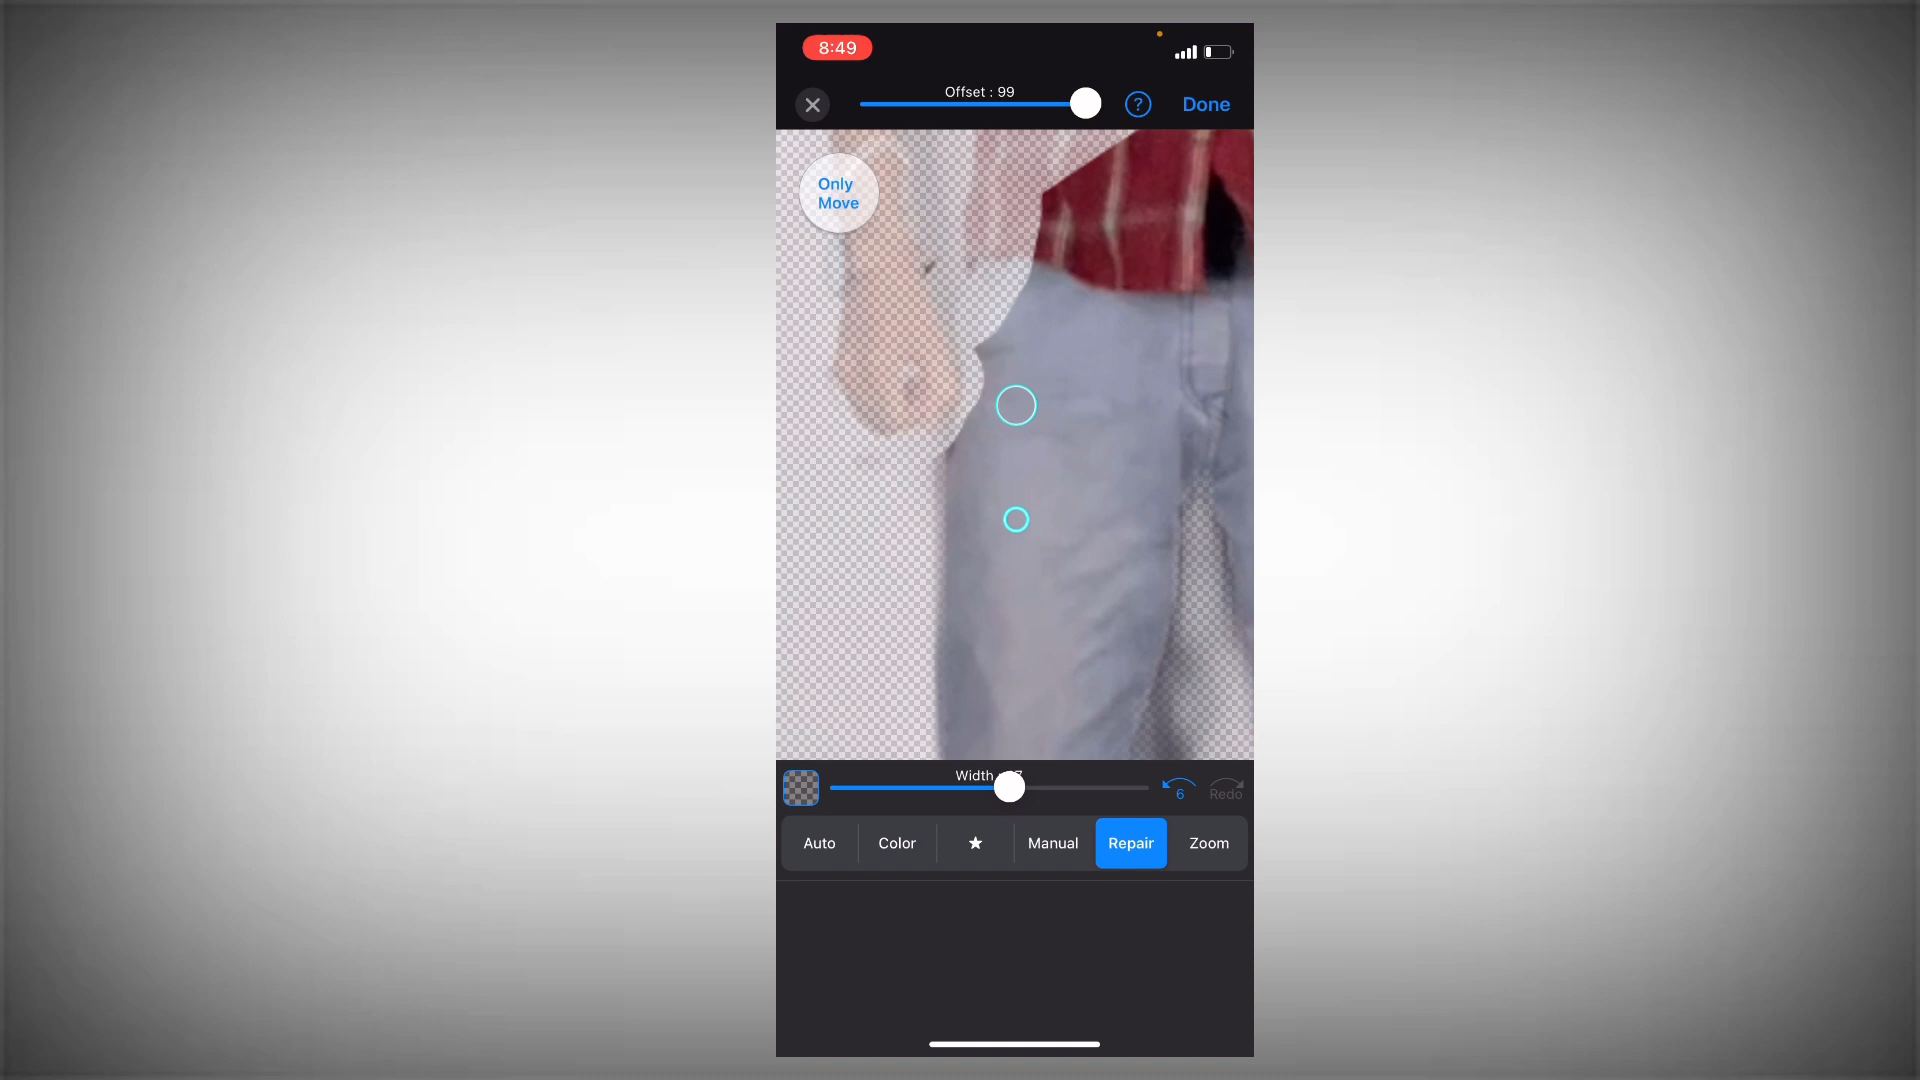 8:49
Offset : 99
?
Done
Only
Move
Width
6
Redo
Auto
Color
Manual
Repair
Zoom